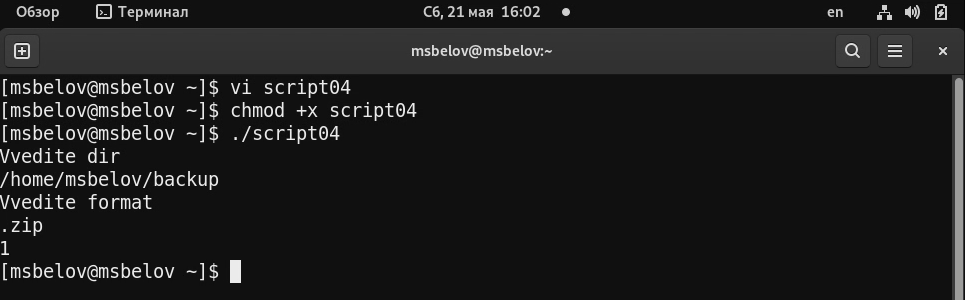 Обзор Терминал Сб, 21 мая 16:02 en
msbelov@msbelov:~
[msbelov@msbelov ~]$ vi script04
[msbelov@msbelov ~]$ chmod +x script04
[msbelov@msbelov ~]$ ./script04
Vvedite dir
/home/msbelov/backup
Vvedite format
.zip
1
[msbelov@msbelov ~]$